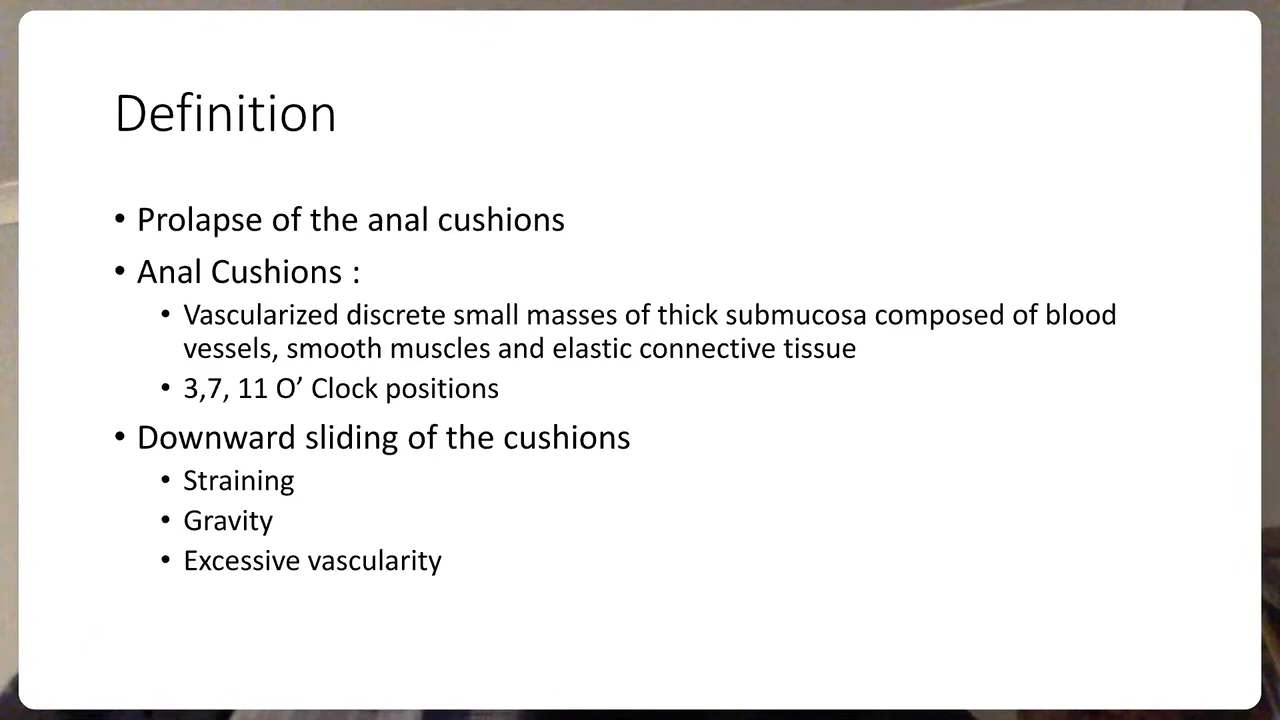 Definition
• Prolapse of the anal cushions
• Anal Cushions :
• Vascularized discrete small masses of thick submucosa composed of blood
vessels, smooth muscles and elastic connective tissue
• 3,7, 11 O’ Clock positions
• Downward sliding of the cushions
• Straining
• Gravity
• Excessive vascularity